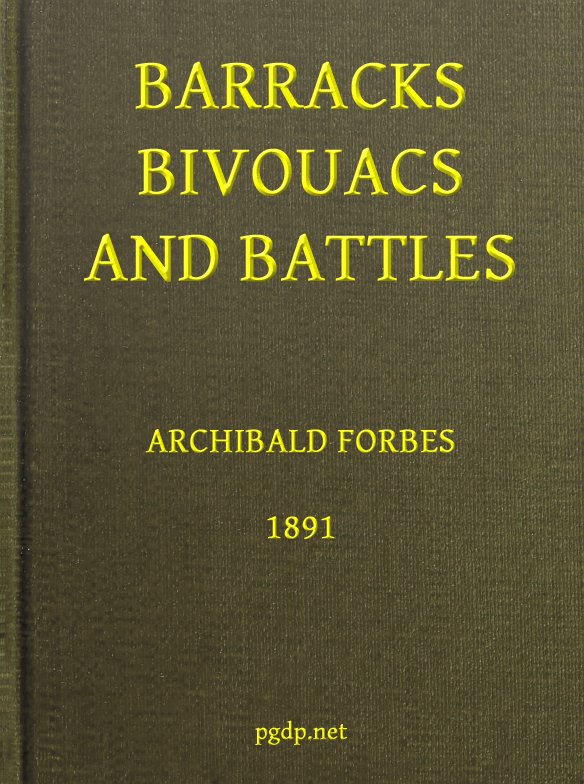 BARRACKS
BIVOUACS
AND BATTLES
ARCHIBALD FORBES
1891
pgdp.net